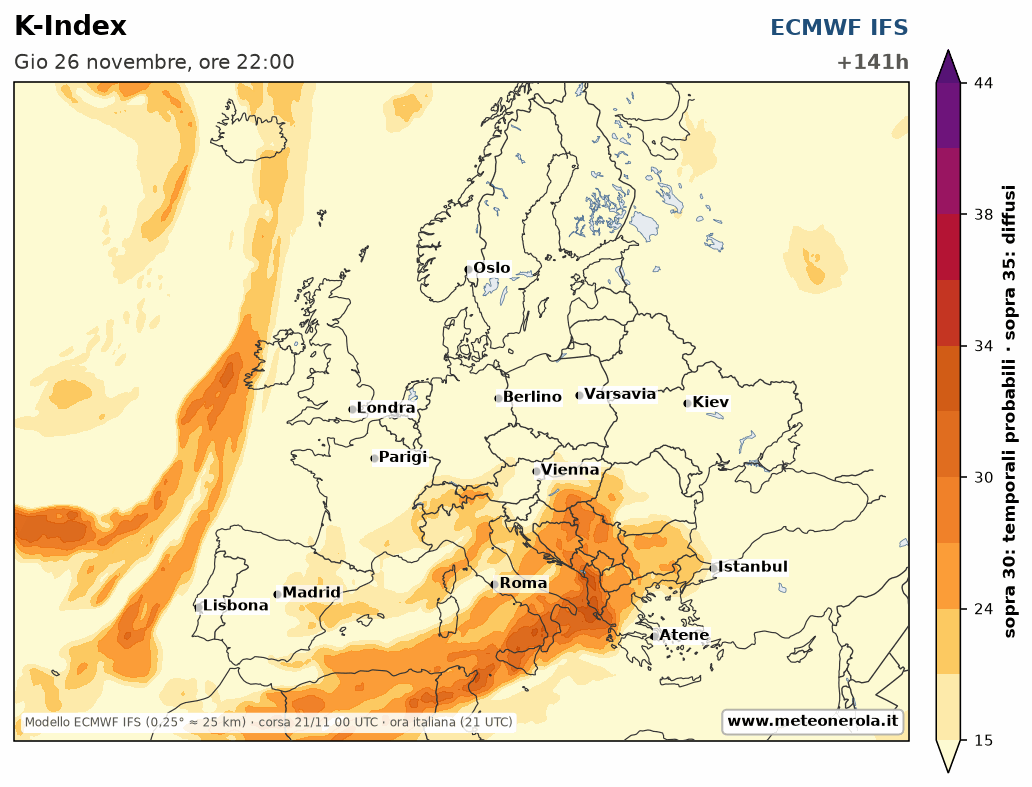 K-Index
ECMWF IFS
Gio 26 novembre, ore 22:00
+141h
44
38
34
30
24
15
sopra 30: temporali probabili · sopra 35: diffusi
Oslo
Londra
Berlino
Varsavia
Kiev
Parigi
Vienna
Istanbul
Roma
Madrid
Lisbona
Atene
Modello ECMWF IFS (0,25° ≈ 25 km) · corsa 21/11 00 UTC · ora italiana (21 UTC)
www.meteonerola.it